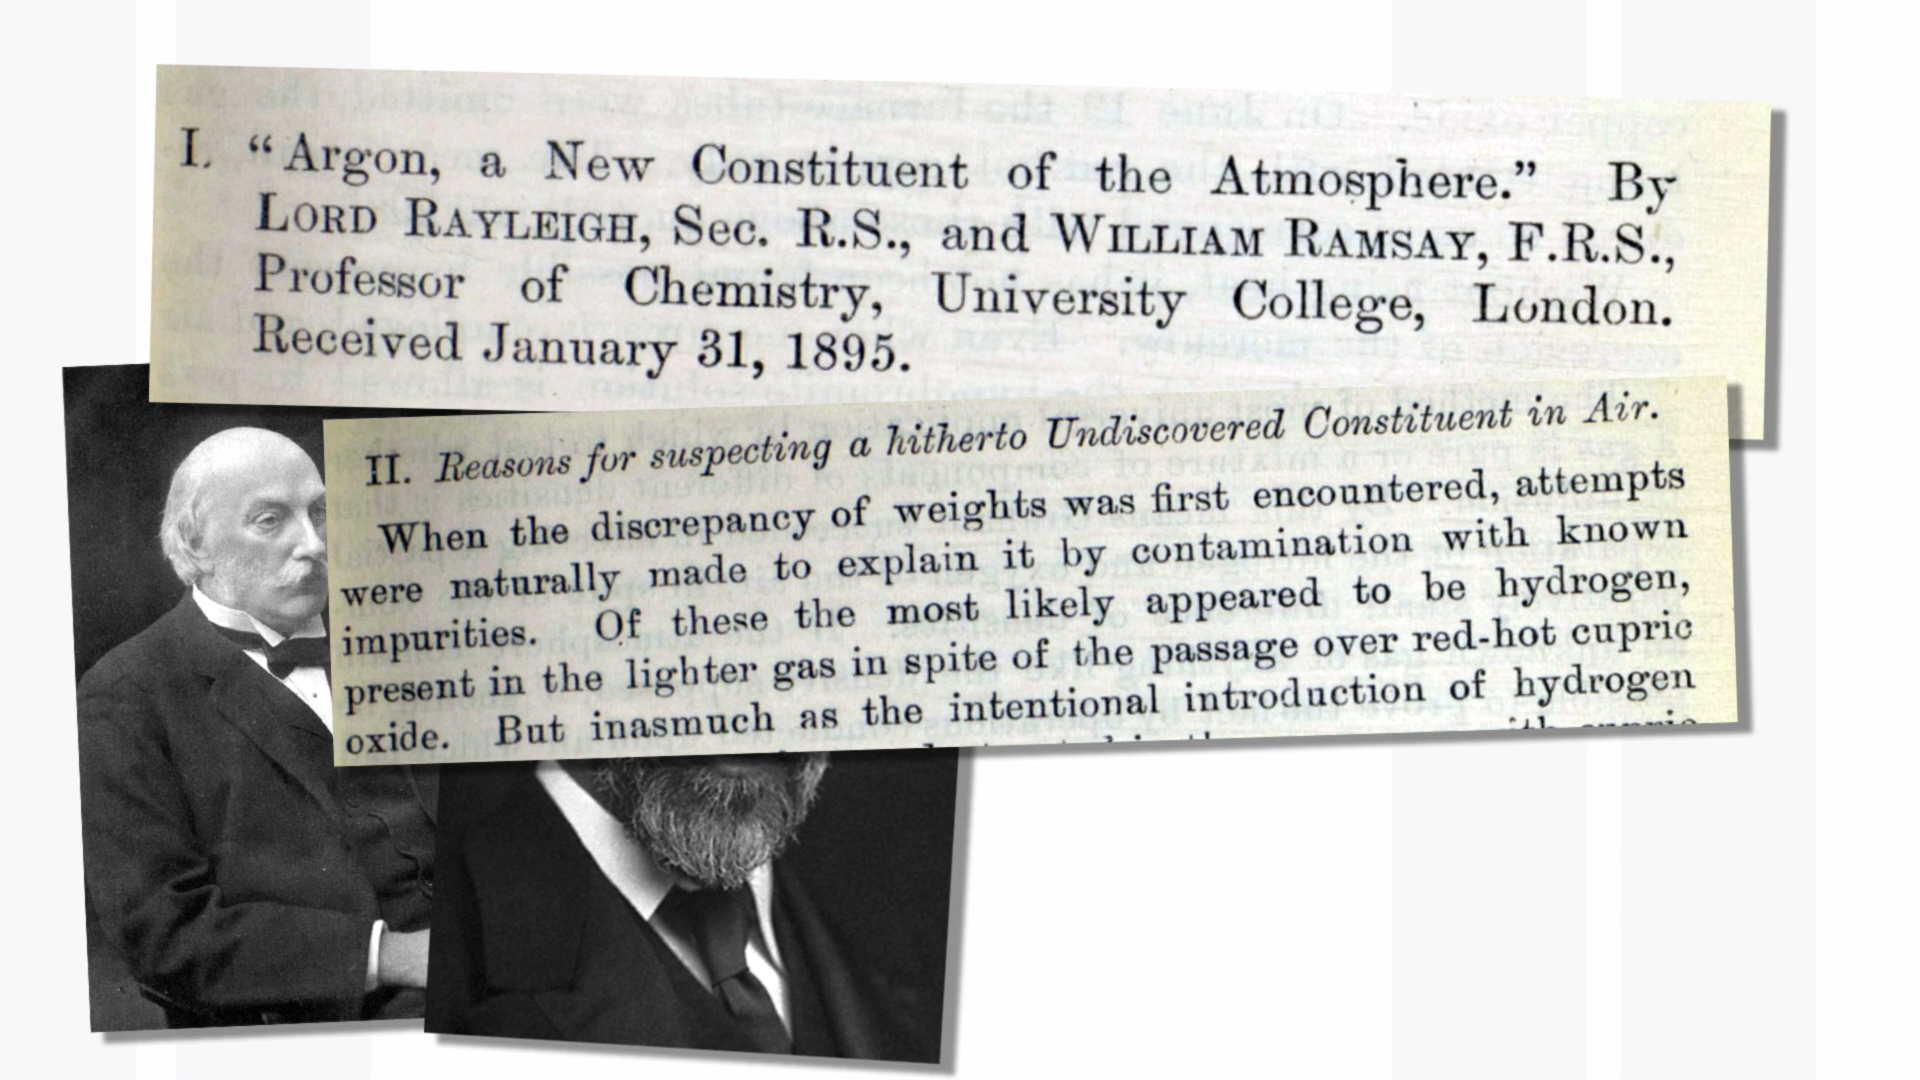 I. “Argon, a New Constituent of the Atmosphere.” By
LORD RAYLEIGH, Sec. R.S., and WILLIAM RAMSAY, F.R.S.,
Professor of Chemistry, University College, London.
Received January 31, 1895.
II. Reasons for suspecting a hitherto Undiscovered Constituent in Air.
When the discrepancy of weights was first encountered, attempts
were naturally made to explain it by contamination with known
impurities. Of these the most likely appeared to be hydrogen,
present in the lighter gas in spite of the passage over red-hot cupric
oxide. But inasmuch as the intentional introduction of hydrogen